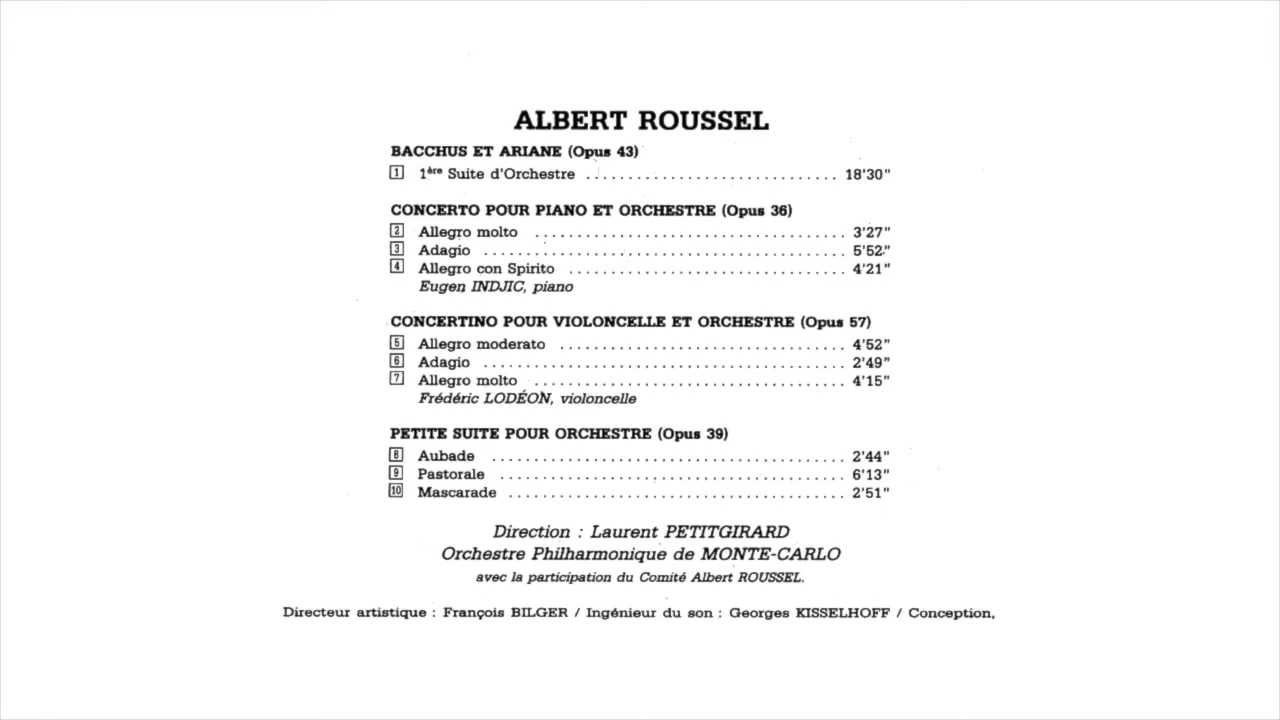 ALBERT ROUSSEL
BACCHUS ET ARIANE (Opus 43)
1 1ère Suite d'Orchestre .............................. 18'30"
CONCERTO POUR PIANO ET ORCHESTRE (Opus 36)
2 Allegro molto ..................................... 3'27"
3 Adagio ........................................... 5'52"
4 Allegro con Spirito ................................. 4'21"
Eugen INDJIC, piano
CONCERTINO POUR VIOLONCELLE ET ORCHESTRE (Opus 57)
5 Allegro moderato .................................. 4'52"
6 Adagio ........................................... 2'49"
7 Allegro molto ..................................... 4'15"
Frédéric LODÉON, violoncelle
PETITE SUITE POUR ORCHESTRE (Opus 39)
8 Aubade .......................................... 2'44"
9 Pastorale ......................................... 6'13"
10 Mascarade ........................................ 2'51"
Direction : Laurent PETITGIRARD
Orchestre Philharmonique de MONTE-CARLO
avec la participation du Comité Albert ROUSSEL.
Directeur artistique : François BILGER / Ingénieur du son : Georges KISSELHOFF / Conception,